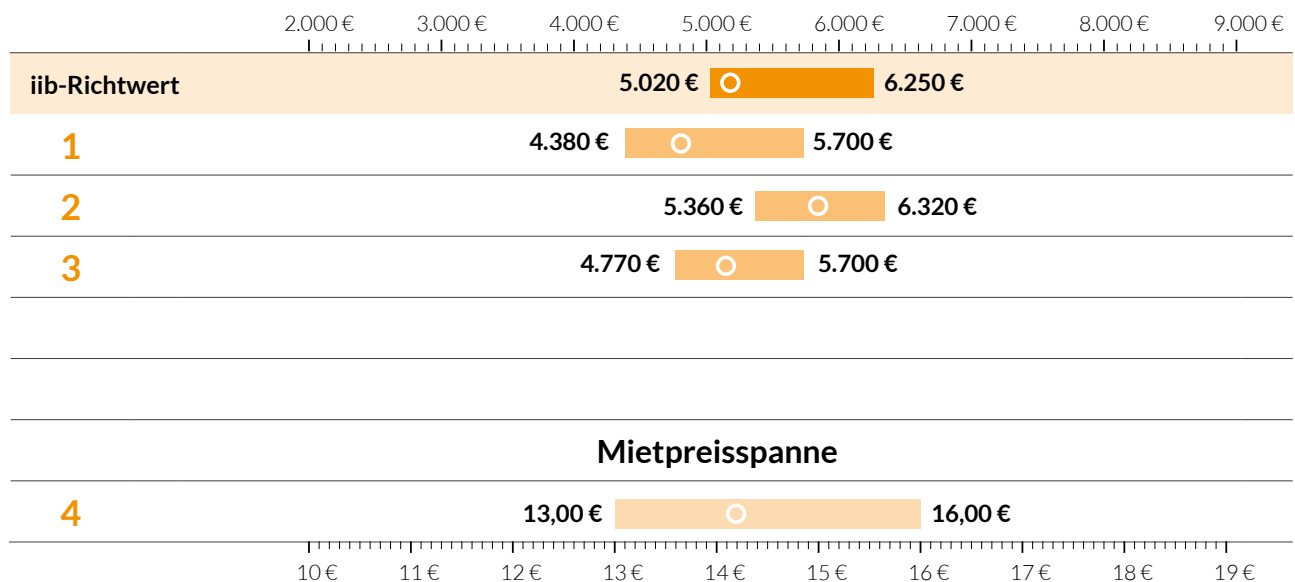 2.000 € 3.000 € 4.000 € 5.000 € 6.000 € 7.000 € 8.000 € 9.000 €
iib-Richtwert 5.020 € 6.250 €
1 4.380 € 5.700 €
2 5.360 € 6.320 €
3 4.770 € 5.700 €
Mietpreisspanne
4 13,00 € 16,00 €
10 € 11 € 12 € 13 € 14 € 15 € 16 € 17 € 18 € 19 €